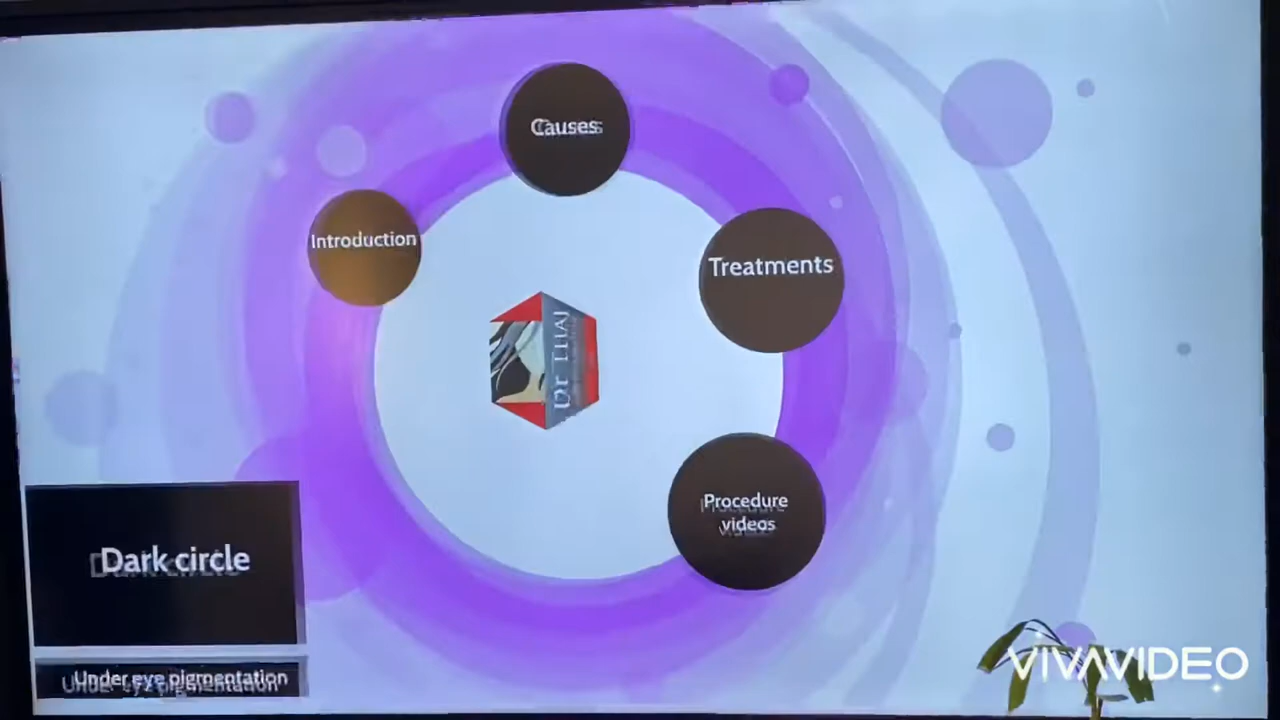 Causes
Introduction
Treatments
Procedure
videos
Dark circle
Under eye pigmentation
VIVAVIDEO